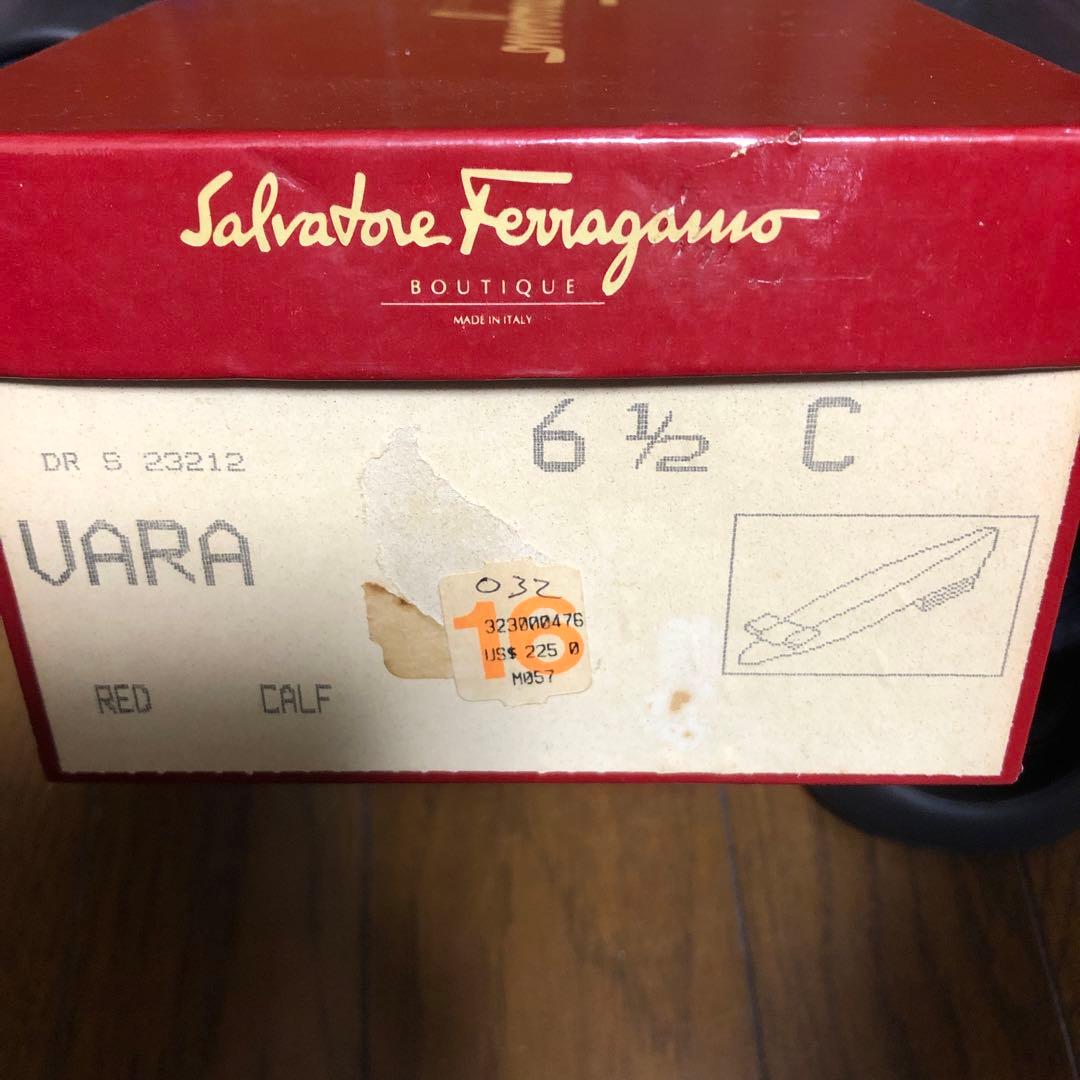 Salvatore Ferragamo
BOUTIQUE
MADE IN ITALY
6 ½ C
DR S 23212
VARA
032
16
323000476
US$ 225 0
M057
RED CALF